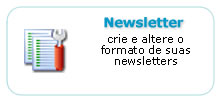 Newsletter
crie e altere o
formato de suas
newsletters